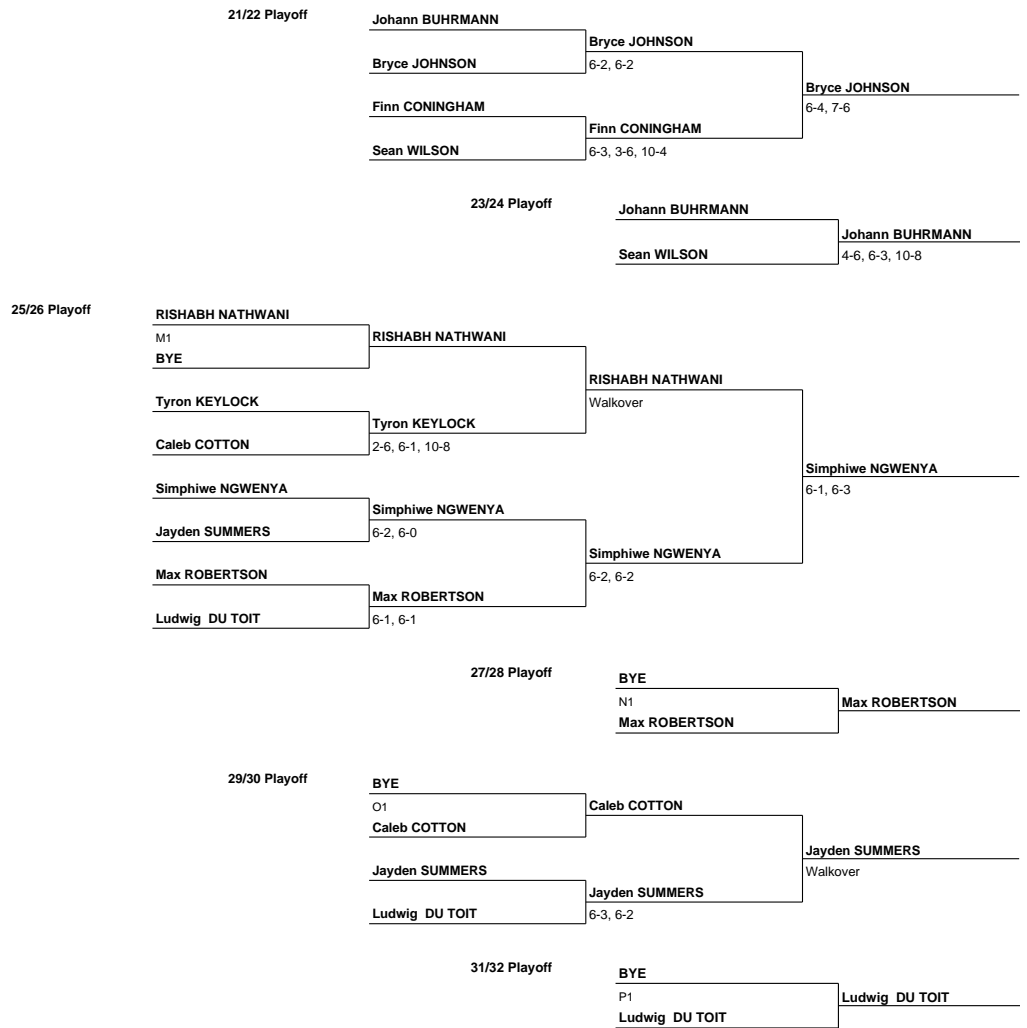 21/22 Playoff
Johann BUHRMANN
Bryce JOHNSON
Bryce JOHNSON
6-2, 6-2
Bryce JOHNSON
6-4, 7-6
Finn CONINGHAM
Finn CONINGHAM
Sean WILSON
6-3, 3-6, 10-4
23/24 Playoff
Johann BUHRMANN
Johann BUHRMANN
Sean WILSON
4-6, 6-3, 10-8
25/26 Playoff
RISHABH NATHWANI
M1
RISHABH NATHWANI
BYE
RISHABH NATHWANI
Walkover
Tyron KEYLOCK
Tyron KEYLOCK
Caleb COTTON
2-6, 6-1, 10-8
Simphiwe NGWENYA
6-1, 6-3
Simphiwe NGWENYA
Simphiwe NGWENYA
Jayden SUMMERS
6-2, 6-0
Simphiwe NGWENYA
6-2, 6-2
Max ROBERTSON
Max ROBERTSON
Ludwig  DU TOIT
6-1, 6-1
27/28 Playoff
BYE
N1
Max ROBERTSON
Max ROBERTSON
29/30 Playoff
BYE
O1
Caleb COTTON
Caleb COTTON
Jayden SUMMERS
Walkover
Jayden SUMMERS
Jayden SUMMERS
Ludwig  DU TOIT
6-3, 6-2
31/32 Playoff
BYE
P1
Ludwig  DU TOIT
Ludwig  DU TOIT